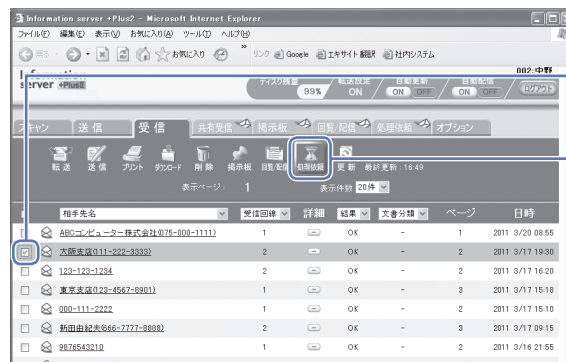 Information server +PlusⅡ - Microsoft Internet Explorer
ファイル(F) 編集(E) 表示(V) お気に入り(A) ツール(T) ヘルプ(H)
戻る お気に入り » リンク Google エキサイト翻訳 社内システム
Information server +PlusⅡ
002:中野
99% ON ON OFF ON OFF ログアウト
スキャン 送信 受信 共有受信 掲示板 回覧/配信 処理依頼 オプション
転送 送信 プリント ダウンロード 削除 掲示板 回覧/配信 処理依頼 更新 最終更新:16:49
表示ページ: 1 表示件数 20件
相手先名 受信回線 詳細 結果 文書分類 ページ 日時
ABCコンピューター株式会社(075-000-1111) 1 OK - 1 2011 3/20 08:55
大阪支店(111-222-3333) 2 OK - 2 2011 3/17 19:30
123-123-1234 2 OK - 2 2011 3/17 16:20
東京支店(123-4567-8901) 1 OK - 3 2011 3/17 15:18
000-111-2222 1 OK - 2 2011 3/17 15:10
新田由紀夫(666-7777-8888) 2 OK - 3 2011 3/17 09:15
9876543210 1 OK - 2 2011 3/16 21:55